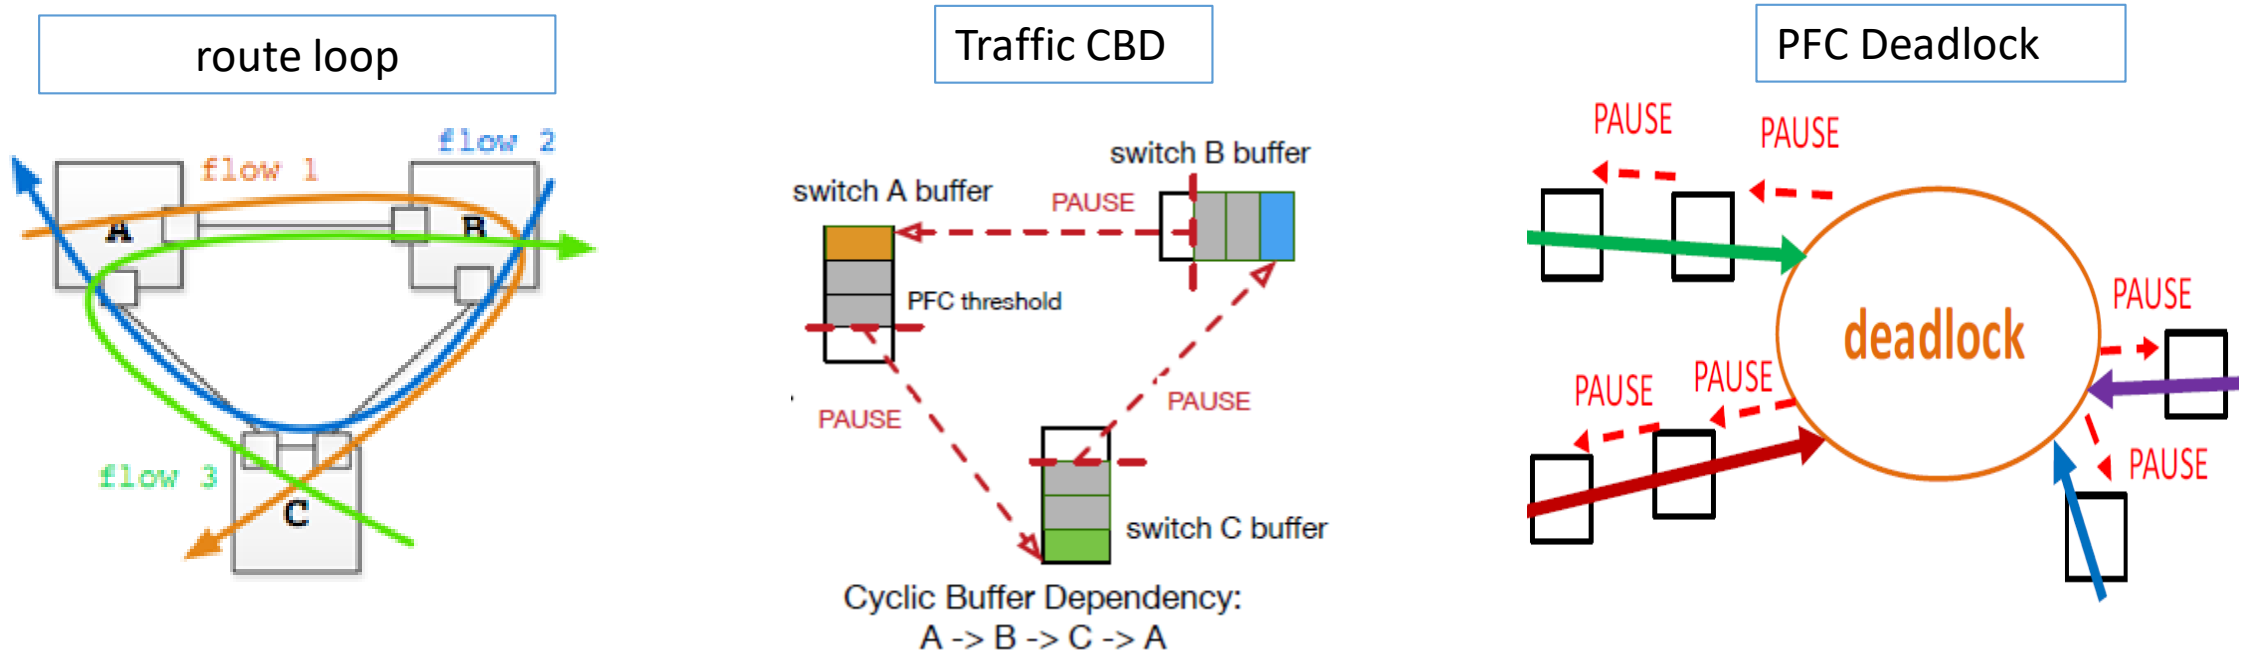 route loop
flow 1
flow 2
A
B
flow 3
C
Traffic CBD
switch B buffer
switch A buffer
PAUSE
PFC threshold
PAUSE
PAUSE
switch C buffer
Cyclic Buffer Dependency:
A -> B -> C -> A
PFC Deadlock
PAUSE
PAUSE
PAUSE
deadlock
PAUSE
PAUSE
PAUSE